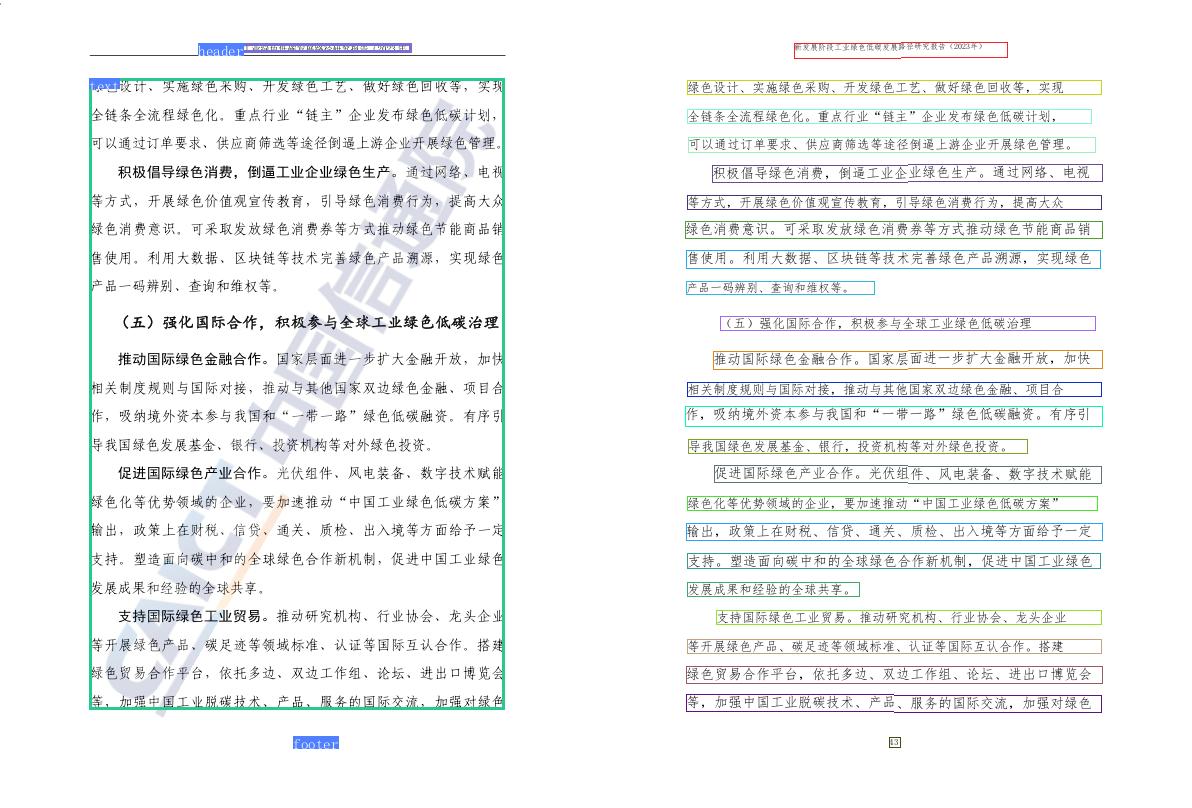 header
text
色设计、实施绿色采购、开发绿色工艺、做好绿色回收等，实现
全链条全流程绿色化。重点行业“链主”企业发布绿色低碳计划，
可以通过订单要求、供应商筛选等途径倒逼上游企业开展绿色管理。
积极倡导绿色消费，倒逼工业企业绿色生产。通过网络、电视
等方式，开展绿色价值观宣传教育，引导绿色消费行为，提高大众
绿色消费意识。可采取发放绿色消费券等方式推动绿色节能商品销
售使用。利用大数据、区块链等技术完善绿色产品溯源，实现绿色
产品一码辨别、查询和维权等。
（五）强化国际合作，积极参与全球工业绿色低碳治理
推动国际绿色金融合作。国家层面进一步扩大金融开放，加快
相关制度规则与国际对接，推动与其他国家双边绿色金融、项目合
作，吸纳境外资本参与我国和“一带一路”绿色低碳融资。有序引
导我国绿色发展基金、银行、投资机构等对外绿色投资。
促进国际绿色产业合作。光伏组件、风电装备、数字技术赋能
绿色化等优势领域的企业，要加速推动“中国工业绿色低碳方案”
输出，政策上在财税、信贷、通关、质检、出入境等方面给予一定
支持。塑造面向碳中和的全球绿色合作新机制，促进中国工业绿色
发展成果和经验的全球共享。
支持国际绿色工业贸易。推动研究机构、行业协会、龙头企业
等开展绿色产品、碳足迹等领域标准、认证等国际互认合作。搭建
绿色贸易合作平台，依托多边、双边工作组、论坛、进出口博览会
等，加强中国工业脱碳技术、产品、服务的国际交流，加强对绿色
CAICT 中国信通院
footer
新发展阶段工业绿色低碳发展路径研究报告（2023年）
绿色设计、实施绿色采购、开发绿色工艺、做好绿色回收等，实现
全链条全流程绿色化。重点行业“链主”企业发布绿色低碳计划，
可以通过订单要求、供应商筛选等途径倒逼上游企业开展绿色管理。
积极倡导绿色消费，倒逼工业企业绿色生产。通过网络、电视
等方式，开展绿色价值观宣传教育，引导绿色消费行为，提高大众
绿色消费意识。可采取发放绿色消费券等方式推动绿色节能商品销
售使用。利用大数据、区块链等技术完善绿色产品溯源，实现绿色
产品一码辨别、查询和维权等。
（五）强化国际合作，积极参与全球工业绿色低碳治理
推动国际绿色金融合作。国家层面进一步扩大金融开放，加快
相关制度规则与国际对接，推动与其他国家双边绿色金融、项目合
作，吸纳境外资本参与我国和“一带一路”绿色低碳融资。有序引
导我国绿色发展基金、银行，投资机构等对外绿色投资。
促进国际绿色产业合作。光伏组件、风电装备、数字技术赋能
绿色化等优势领域的企业，要加速推动“中国工业绿色低碳方案”
输出，政策上在财税、信贷、通关、质检、出入境等方面给予一定
支持。塑造面向碳中和的全球绿色合作新机制，促进中国工业绿色
发展成果和经验的全球共享。
支持国际绿色工业贸易。推动研究机构、行业协会、龙头企业
等开展绿色产品、碳足迹等领域标准、认证等国际互认合作。搭建
绿色贸易合作平台，依托多边、双边工作组、论坛、进出口博览会
等，加强中国工业脱碳技术、产品、服务的国际交流，加强对绿色
13